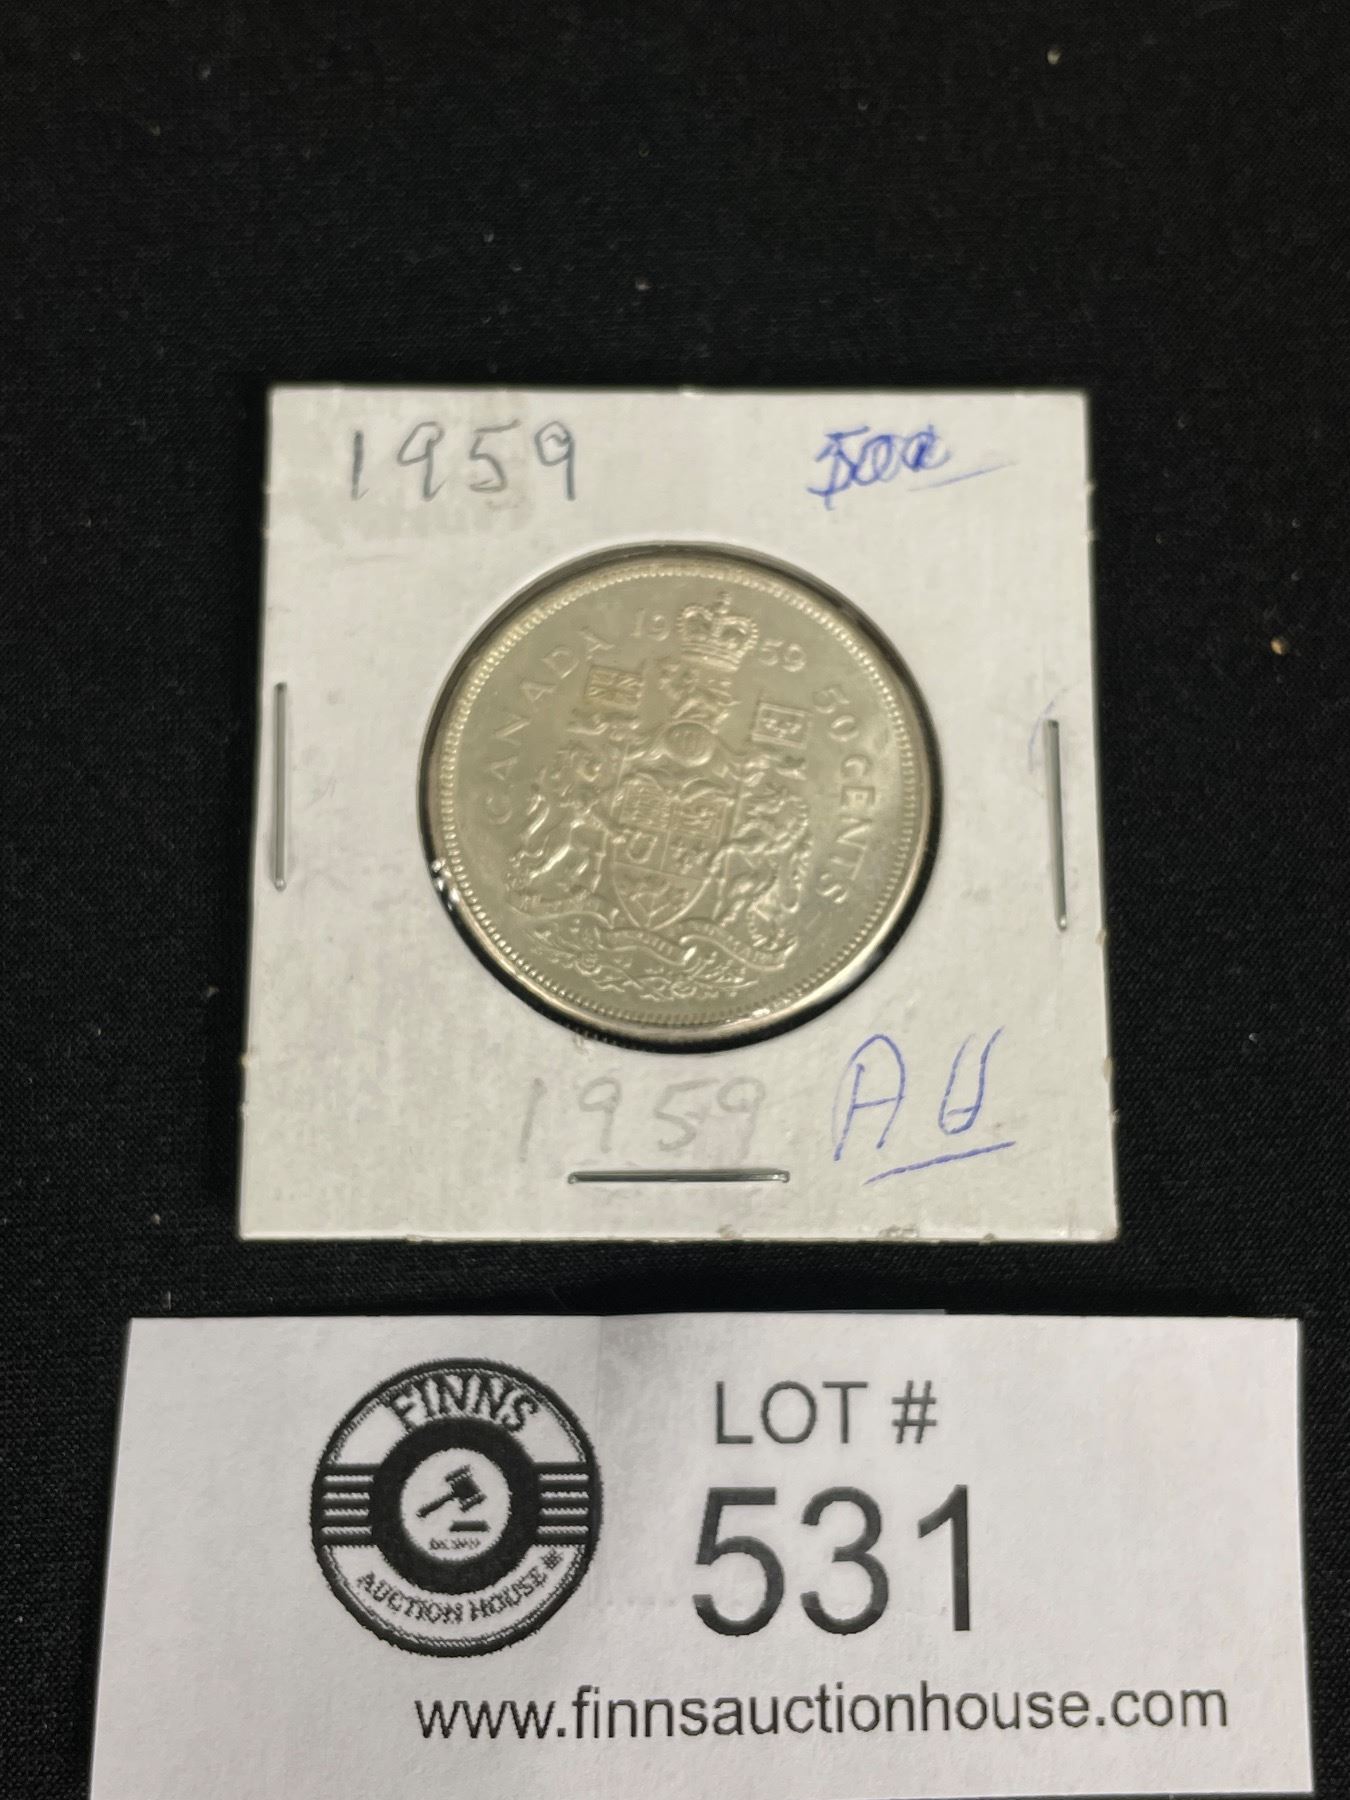 1959
CANADA 1959 50 CENTS
1959 AU
FINNS
AUCTION HOUSE
LOT #
531
www.finnsauctionhouse.com